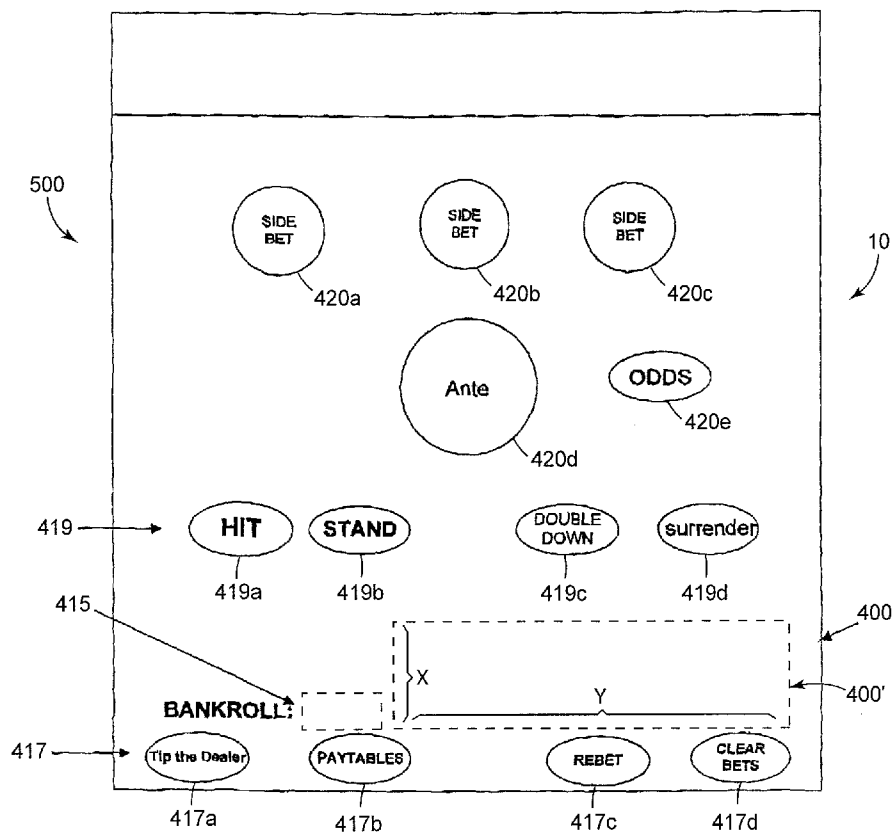 500
10
SIDE
BET
SIDE
BET
SIDE
BET
420a
420b
420c
Ante
ODDS
420e
420d
419
HIT
STAND
DOUBLE
DOWN
surrender
419a
419b
419c
419d
415
400
X
Y
400'
BANKROLL:
417
Tip the Dealer
PAYTABLES
REBET
CLEAR
BETS
417a
417b
417c
417d